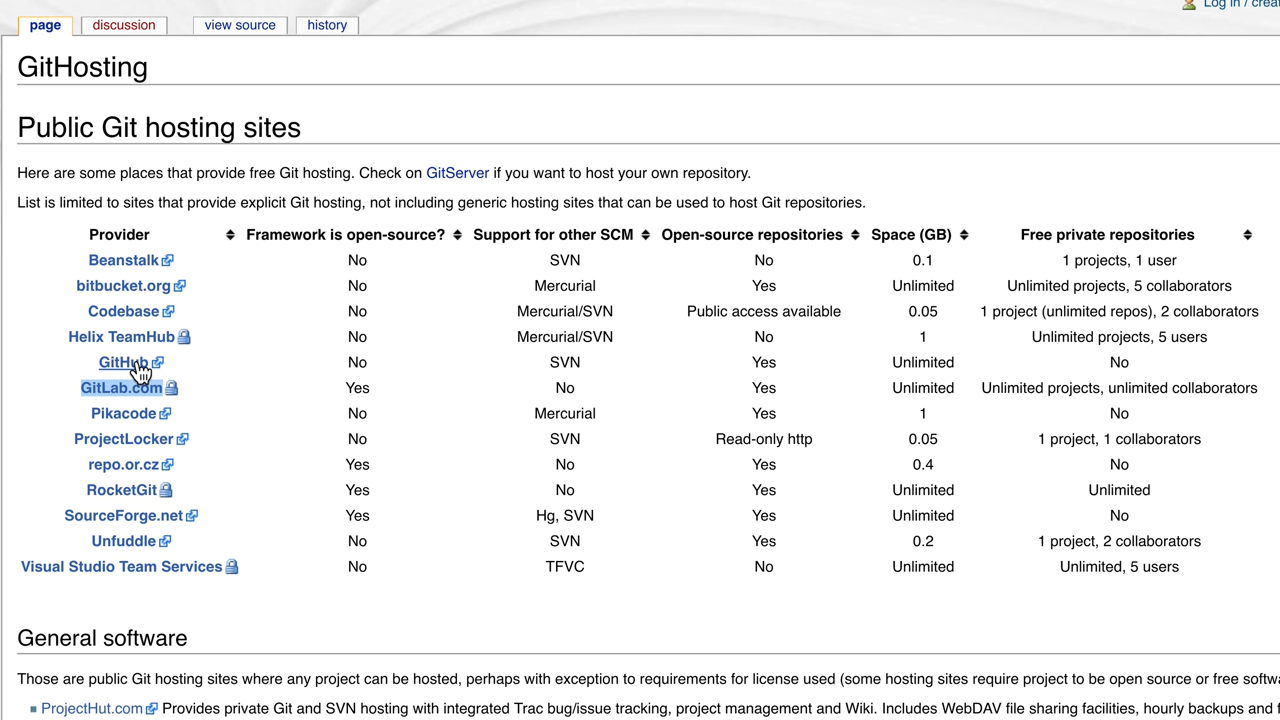 Log in / crea
page discussion view source history
GitHosting
Public Git hosting sites
Here are some places that provide free Git hosting. Check on GitServer if you want to host your own repository.
List is limited to sites that provide explicit Git hosting, not including generic hosting sites that can be used to host Git repositories.
Provider Framework is open-source? Support for other SCM Open-source repositories Space (GB) Free private repositories
Beanstalk No SVN No 0.1 1 projects, 1 user
bitbucket.org No Mercurial Yes Unlimited Unlimited projects, 5 collaborators
Codebase No Mercurial/SVN Public access available 0.05 1 project (unlimited repos), 2 collaborators
Helix TeamHub No Mercurial/SVN No 1 Unlimited projects, 5 users
GitHub No SVN Yes Unlimited No
GitLab.com Yes No Yes Unlimited Unlimited projects, unlimited collaborators
Pikacode No Mercurial Yes 1 No
ProjectLocker No SVN Read-only http 0.05 1 project, 1 collaborators
repo.or.cz Yes No Yes 0.4 No
RocketGit Yes No Yes Unlimited Unlimited
SourceForge.net Yes Hg, SVN Yes Unlimited No
Unfuddle No SVN Yes 0.2 1 project, 2 collaborators
Visual Studio Team Services No TFVC No Unlimited Unlimited, 5 users
General software
Those are public Git hosting sites where any project can be hosted, perhaps with exception to requirements for license used (some hosting sites require project to be open source or free softwa
ProjectHut.com Provides private Git and SVN hosting with integrated Trac bug/issue tracking, project management and Wiki. Includes WebDAV file sharing facilities, hourly backups and